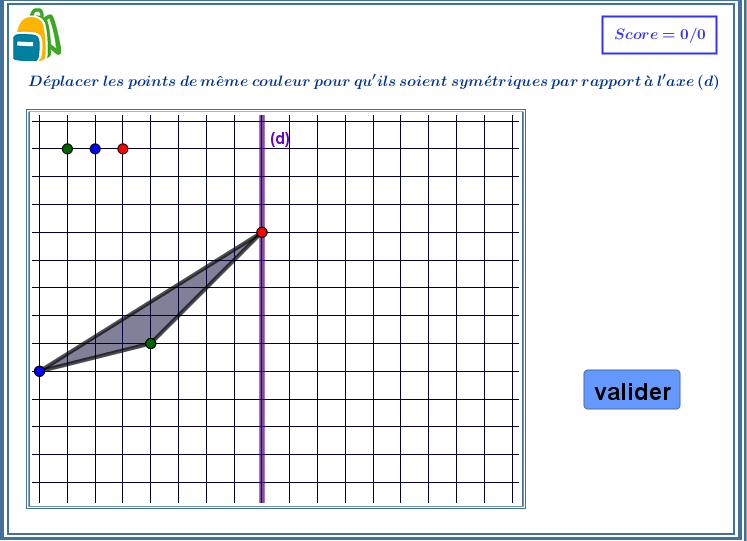 Score = 0/0
Déplacer les points de même couleur pour qu'ils soient symétriques par rapport à l'axe (d)
(d)
valider